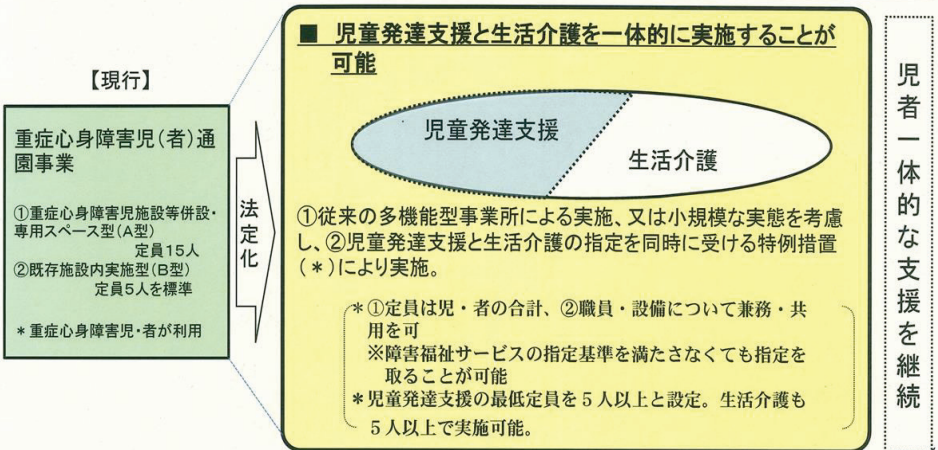 【現行】
重症心身障害児(者)通
園事業
①重症心身障害児施設等併設・
専用スペース型(A型)
定員15人
②既存施設内実施型(B型)
定員5人を標準
*重症心身障害児・者が利用
法定化
■ 児童発達支援と生活介護を一体的に実施することが
可能
児童発達支援
生活介護
①従来の多機能型事業所による実施、又は小規模な実態を考慮
し、②児童発達支援と生活介護の指定を同時に受ける特例措置
(*)により実施。
*①定員は児・者の合計、②職員・設備について兼務・共
用を可
※障害福祉サービスの指定基準を満たさなくても指定を
取ることが可能
*児童発達支援の最低定員を5人以上と設定。生活介護も
5人以上で実施可能。
児者一体的な支援を継続